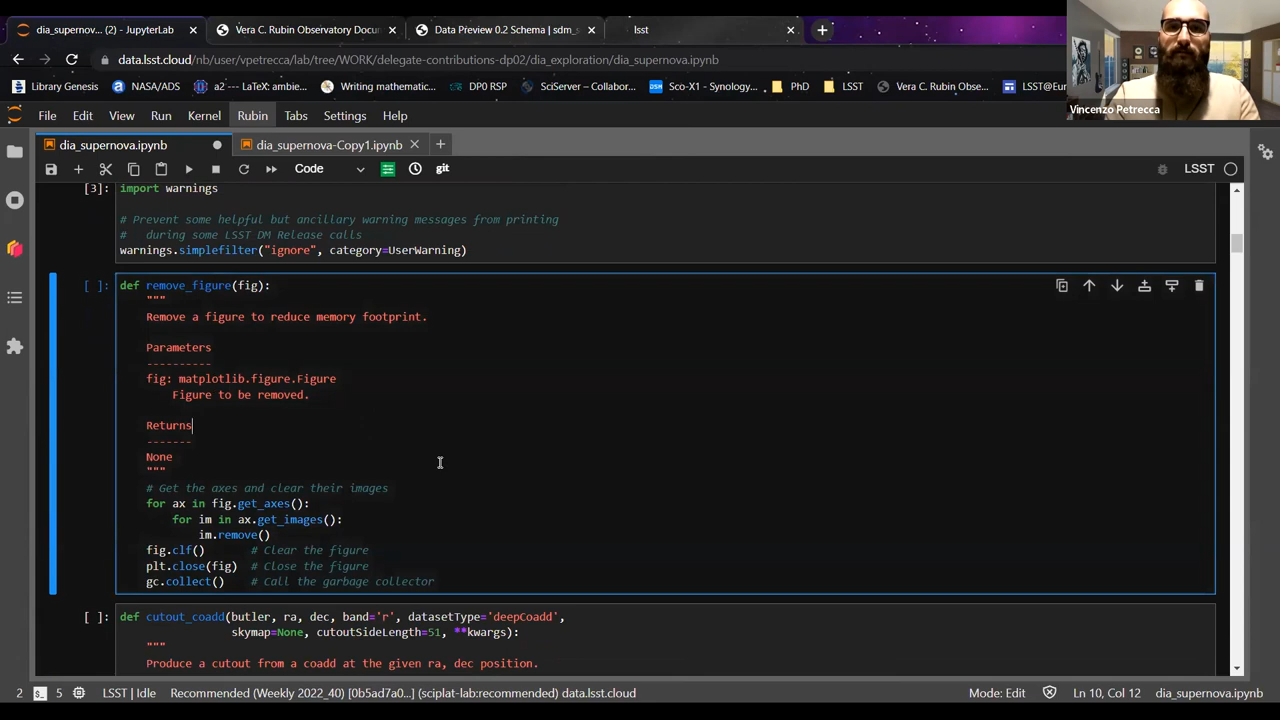 dia_supernov... (2) - JupyterLab
Vera C. Rubin Observatory Docu
Data Preview 0.2 Schema | sdm_s
lsst
data.lsst.cloud/nb/user/vpetrecca/lab/tree/WORK/delegate-contributions-dp02/dia_exploration/dia_supernova.ipynb
Library Genesis
NASA/ADS
a2 --- LaTeX: ambie...
Writing mathematic...
DP0 RSP
SciServer – Collabor...
Sco-X1 - Synology...
PhD
LSST
Vera C. Rubin Obse...
LSST@Eur
Vincenzo Petrecca
File Edit View Run Kernel Rubin Tabs Settings Help
dia_supernova.ipynb
dia_supernova-Copy1.ipynb
Code
git
LSST
[3]: import warnings
# Prevent some helpful but ancillary warning messages from printing
#   during some LSST DM Release calls
warnings.simplefilter("ignore", category=UserWarning)
[ ]: def remove_figure(fig):
"""
Remove a figure to reduce memory footprint.
Parameters
----------
fig: matplotlib.figure.Figure
Figure to be removed.
Returns
-------
None
"""
# Get the axes and clear their images
for ax in fig.get_axes():
for im in ax.get_images():
im.remove()
fig.clf()       # Clear the figure
plt.close(fig)  # Close the figure
gc.collect()    # Call the garbage collector
[ ]: def cutout_coadd(butler, ra, dec, band='r', datasetType='deepCoadd',
skymap=None, cutoutSideLength=51, **kwargs):
"""
Produce a cutout from a coadd at the given ra, dec position.
2
5
LSST | Idle
Recommended (Weekly 2022_40) [0b5ad7a0...] (sciplat-lab:recommended) data.lsst.cloud
Mode: Edit
Ln 10, Col 12
dia_supernova.ipynb